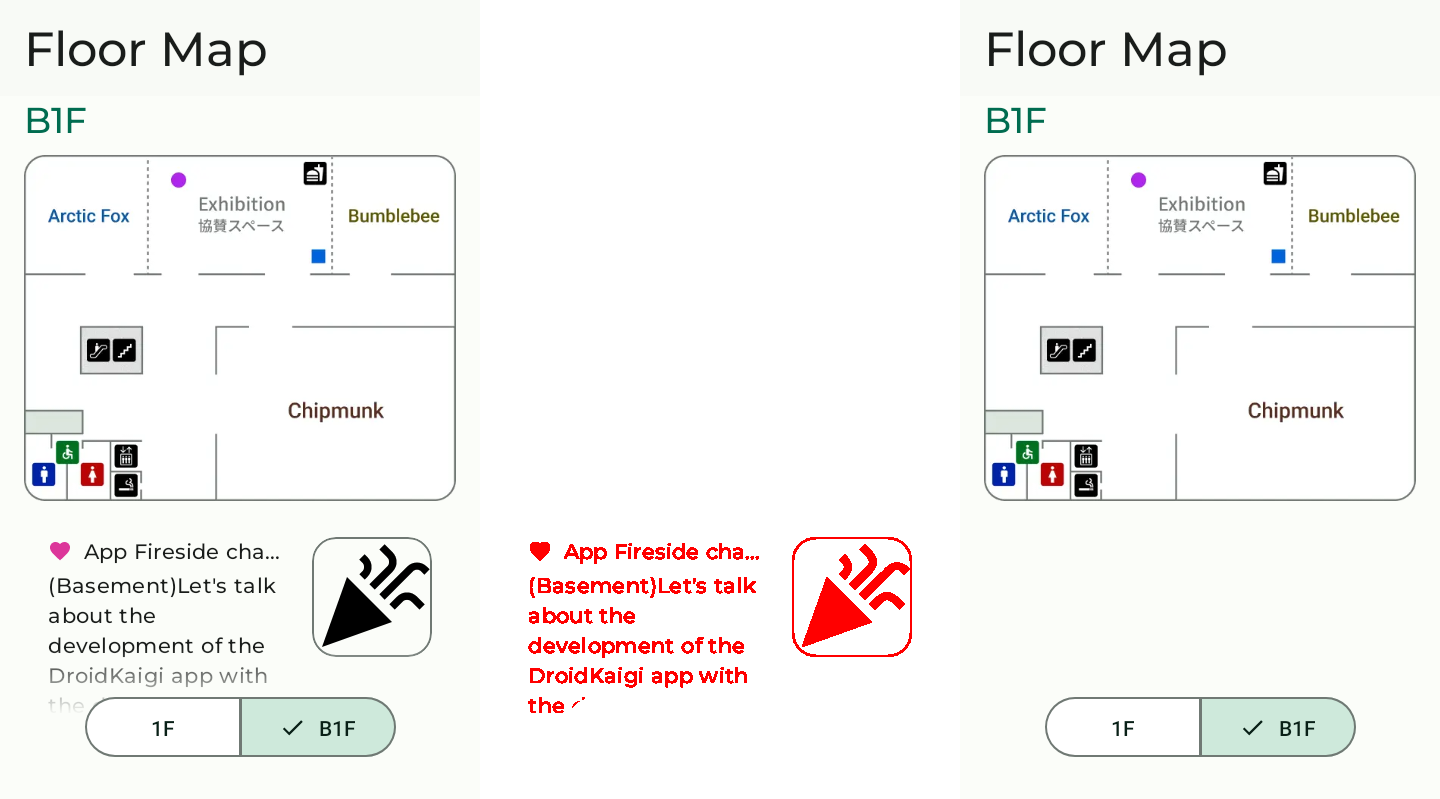 Floor Map
B1F
Arctic Fox
Exhibition
協賛スペース
Bumblebee
Chipmunk
App Fireside cha...
(Basement)Let's talk
about the
development of the
DroidKaigi app with
the
1F
B1F
App Fireside cha...
(Basement)Let's talk
about the
development of the
DroidKaigi app with
the
Floor Map
B1F
Arctic Fox
Exhibition
協賛スペース
Bumblebee
Chipmunk
1F
B1F